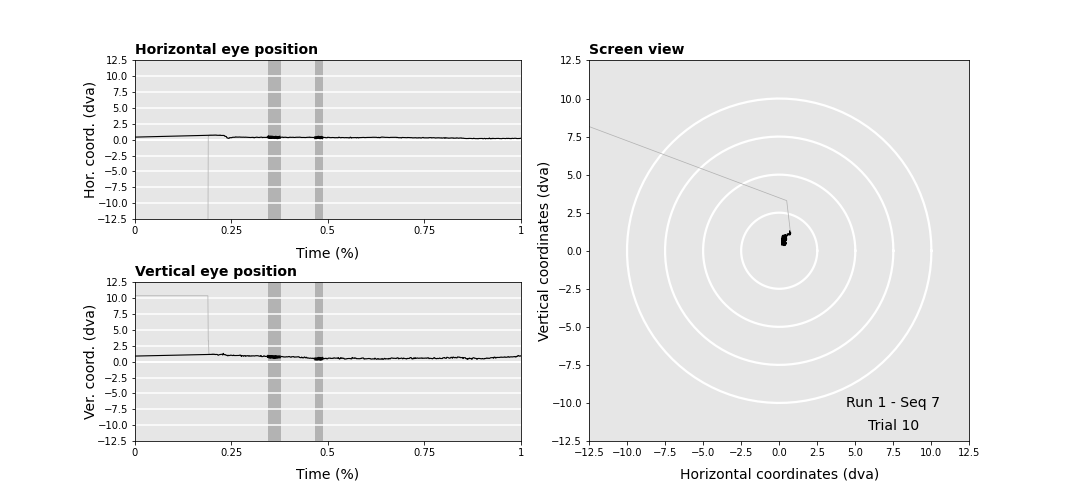 Horizontal eye position
12.5
10.0
7.5
5.0
2.5
0.0
−2.5
−5.0
−7.5
−10.0
−12.5
Hor. coord. (dva)
0 0.25 0.50 0.75 1
Time (%)
Vertical eye position
12.5
10.0
7.5
5.0
2.5
0.0
−2.5
−5.0
−7.5
−10.0
−12.5
Ver. coord. (dva)
0 0.25 0.50 0.75 1
Time (%)
Screen view
12.5
10.0
7.5
5.0
2.5
0.0
−2.5
−5.0
−7.5
−10.0
−12.5
Vertical coordinates (dva)
Run 1 - Seq 7
Trial 10
−12.5 −10.0 −7.5 −5.0 −2.5 0.0 2.5 5.0 7.5 10.0 12.5
Horizontal coordinates (dva)